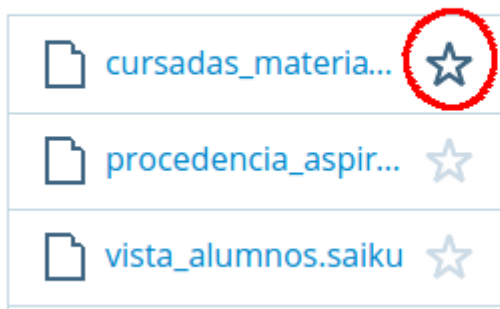 cursadas_materia...
procedencia_aspir...
vista_alumnos.saiku